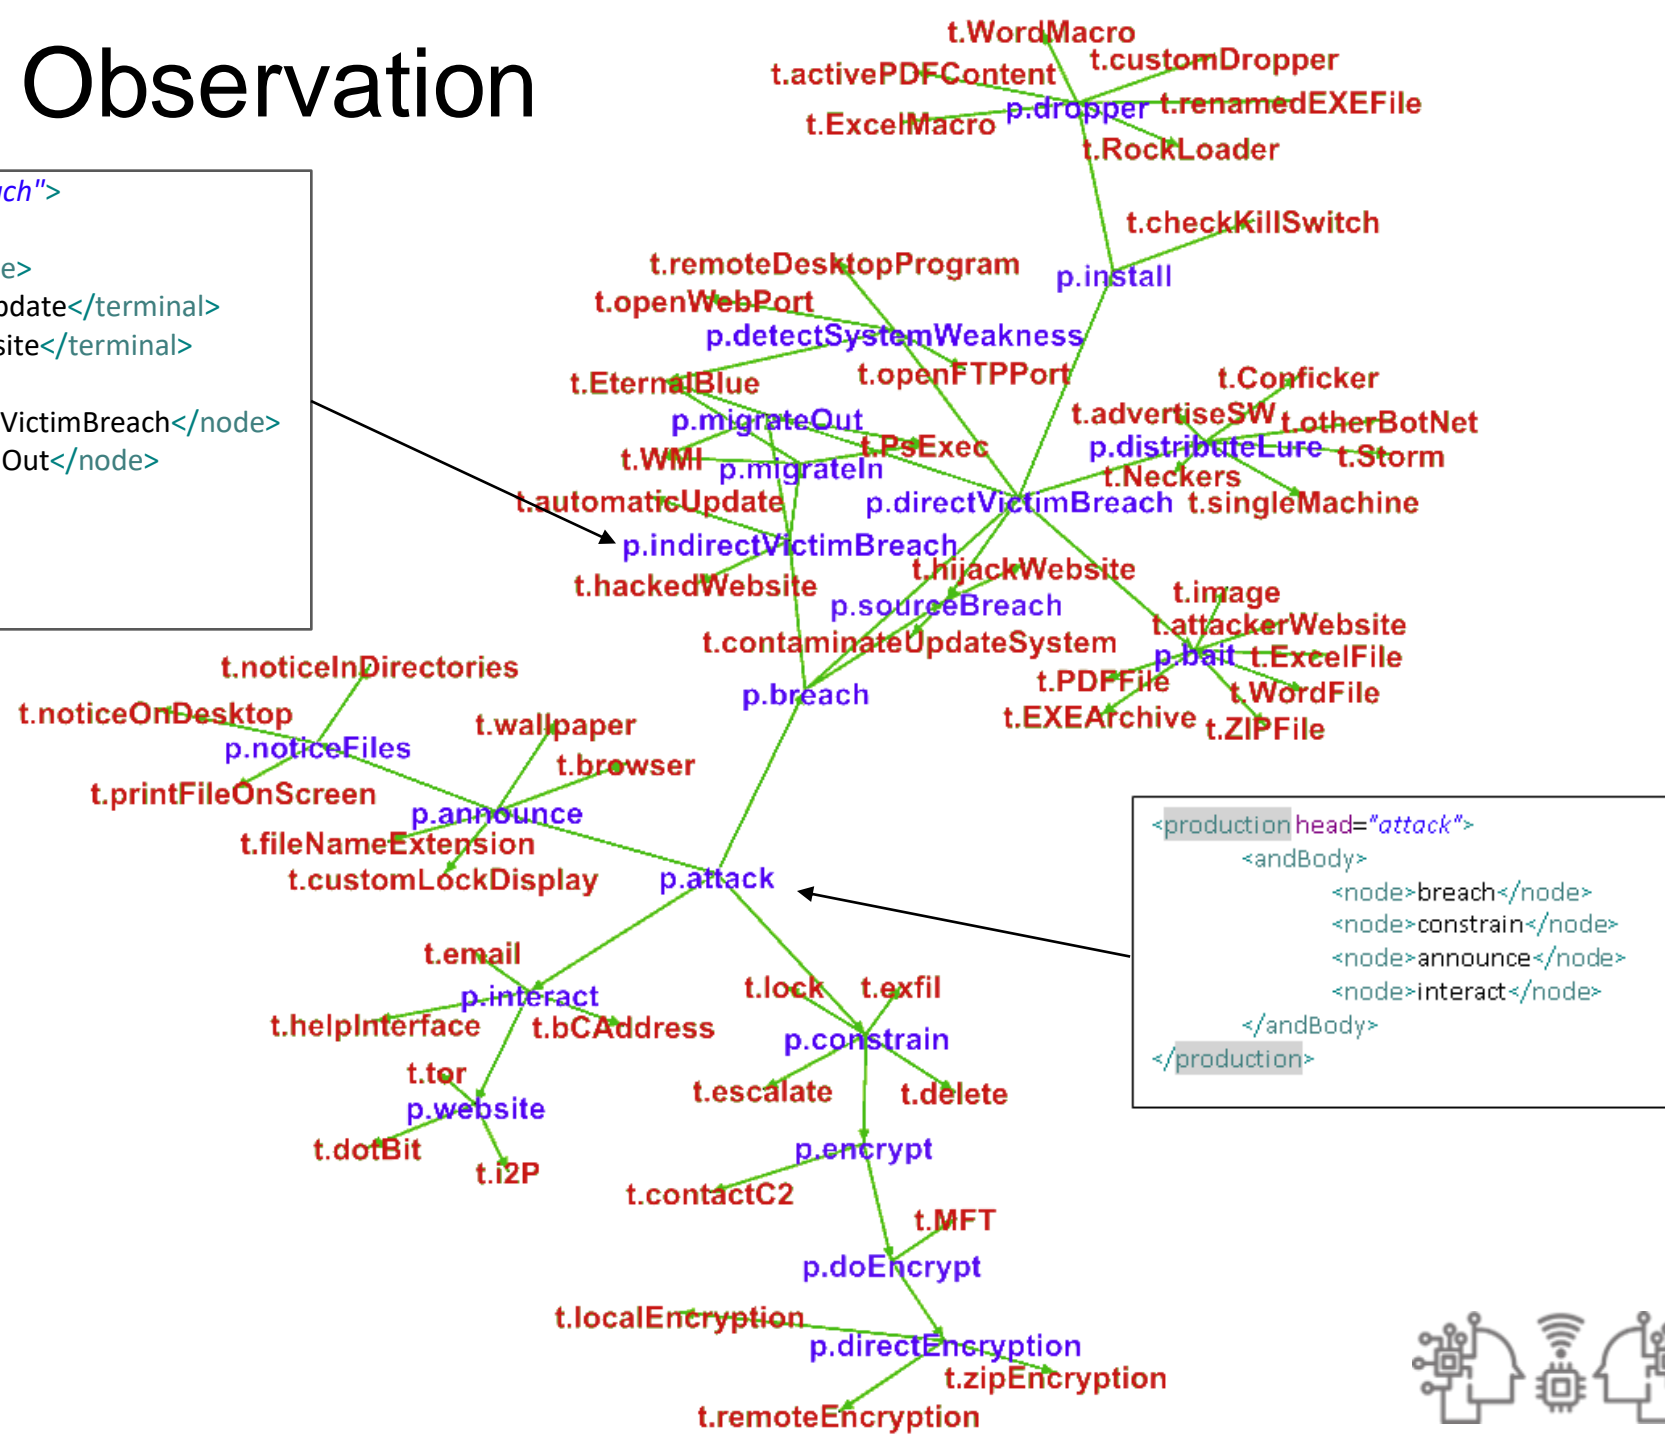 Observation
ch">
e>
pdate</terminal>
site</terminal>
VictimBreach</node>
Out</node>
t.WordMacro
t.customDropper
t.activePDFContent
p.dropper
t.renamedEXEFile
t.ExcelMacro
t.RockLoader
t.checkKillSwitch
p.install
t.remoteDesktopProgram
t.openWebPort
p.detectSystemWeakness
t.openFTPPort
t.EternalBlue
p.migrateOut
t.PsExec
t.WMI
p.migrateIn
t.automaticUpdate
p.directVictimBreach
t.Conficker
t.advertiseSW
t.otherBotNet
p.distributeLure
t.Storm
t.Neckers
t.singleMachine
p.indirectVictimBreach
t.hackedWebsite
t.hijackWebsite
p.sourceBreach
t.contaminateUpdateSystem
t.image
t.attackerWebsite
p.bait
t.ExcelFile
t.PDFFile
t.WordFile
t.EXEArchive
t.ZIPFile
p.breach
t.noticeInDirectories
t.noticeOnDesktop
p.noticeFiles
t.printFileOnScreen
t.wallpaper
t.browser
p.announce
t.fileNameExtension
t.customLockDisplay
p.attack
<production head="attack">
<andBody>
<node>breach</node>
<node>constrain</node>
<node>announce</node>
<node>interact</node>
</andBody>
</production>
t.email
p.interact
t.helpInterface
t.bCAddress
t.tor
p.website
t.dotBit
t.i2P
t.lock
t.exfil
p.constrain
t.escalate
t.delete
p.encrypt
t.contactC2
t.MFT
p.doEncrypt
t.localEncryption
p.directEncryption
t.zipEncryption
t.remoteEncryption